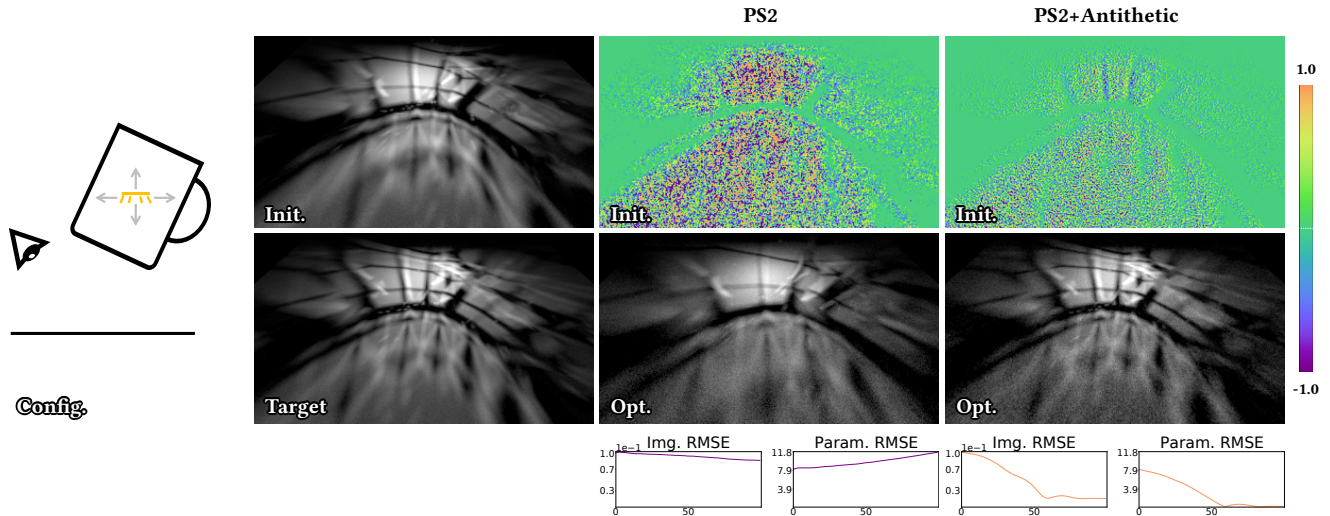 PS2
PS2+Antithetic
Init.
Init.
Init.
1.0
-1.0
Config.
Target
Opt.
Opt.
1e−1 Img. RMSE
1.0
0.7
0.3
0 50
Param. RMSE
11.8
7.9
3.9
0 50
1e−1 Img. RMSE
1.0
0.7
0.3
0 50
Param. RMSE
11.8
7.9
3.9
0 50